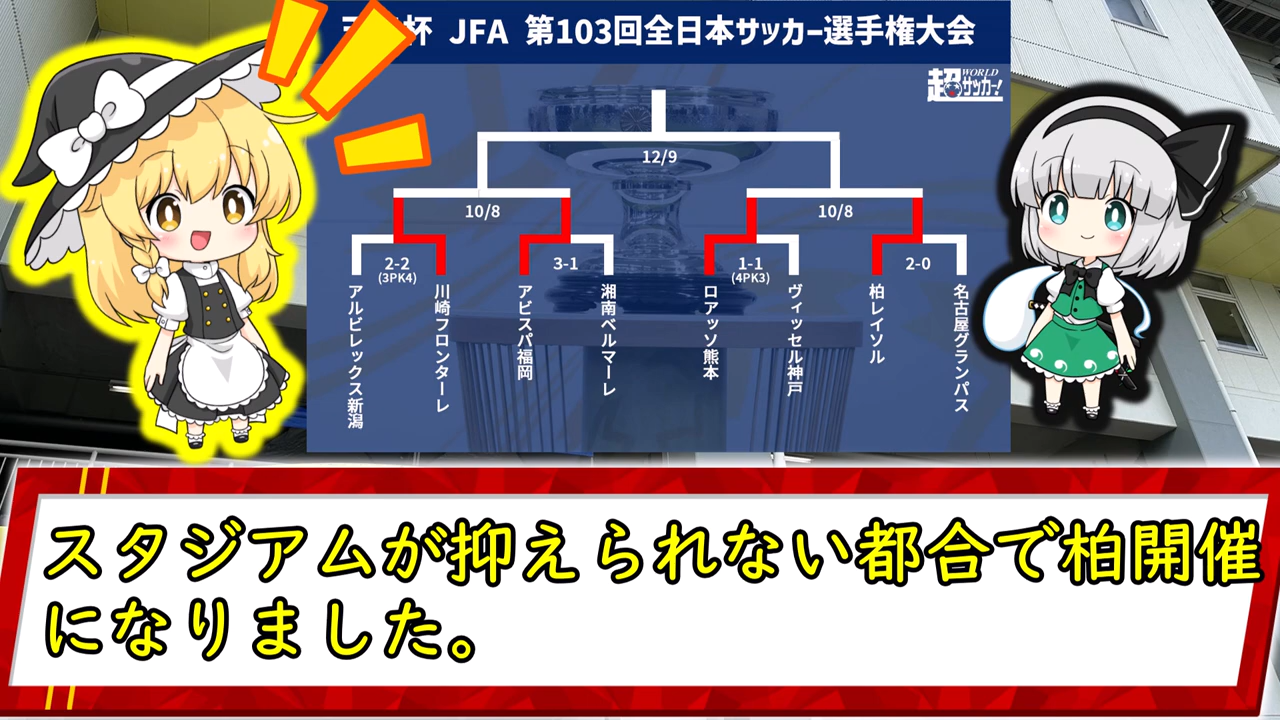 杯 JFA 第103回全日本サッカー選手権大会
超WORLDサッカー!
12/9
10/8
10/8
2-2
(3PK4)
3-1
1-1
(4PK3)
2-0
アルビレックス新潟
川崎フロンターレ
アビスパ福岡
湘南ベルマーレ
ロアッソ熊本
ヴィッセル神戸
柏レイソル
名古屋グランパス
スタジアムが抑えられない都合で柏開催
になりました。